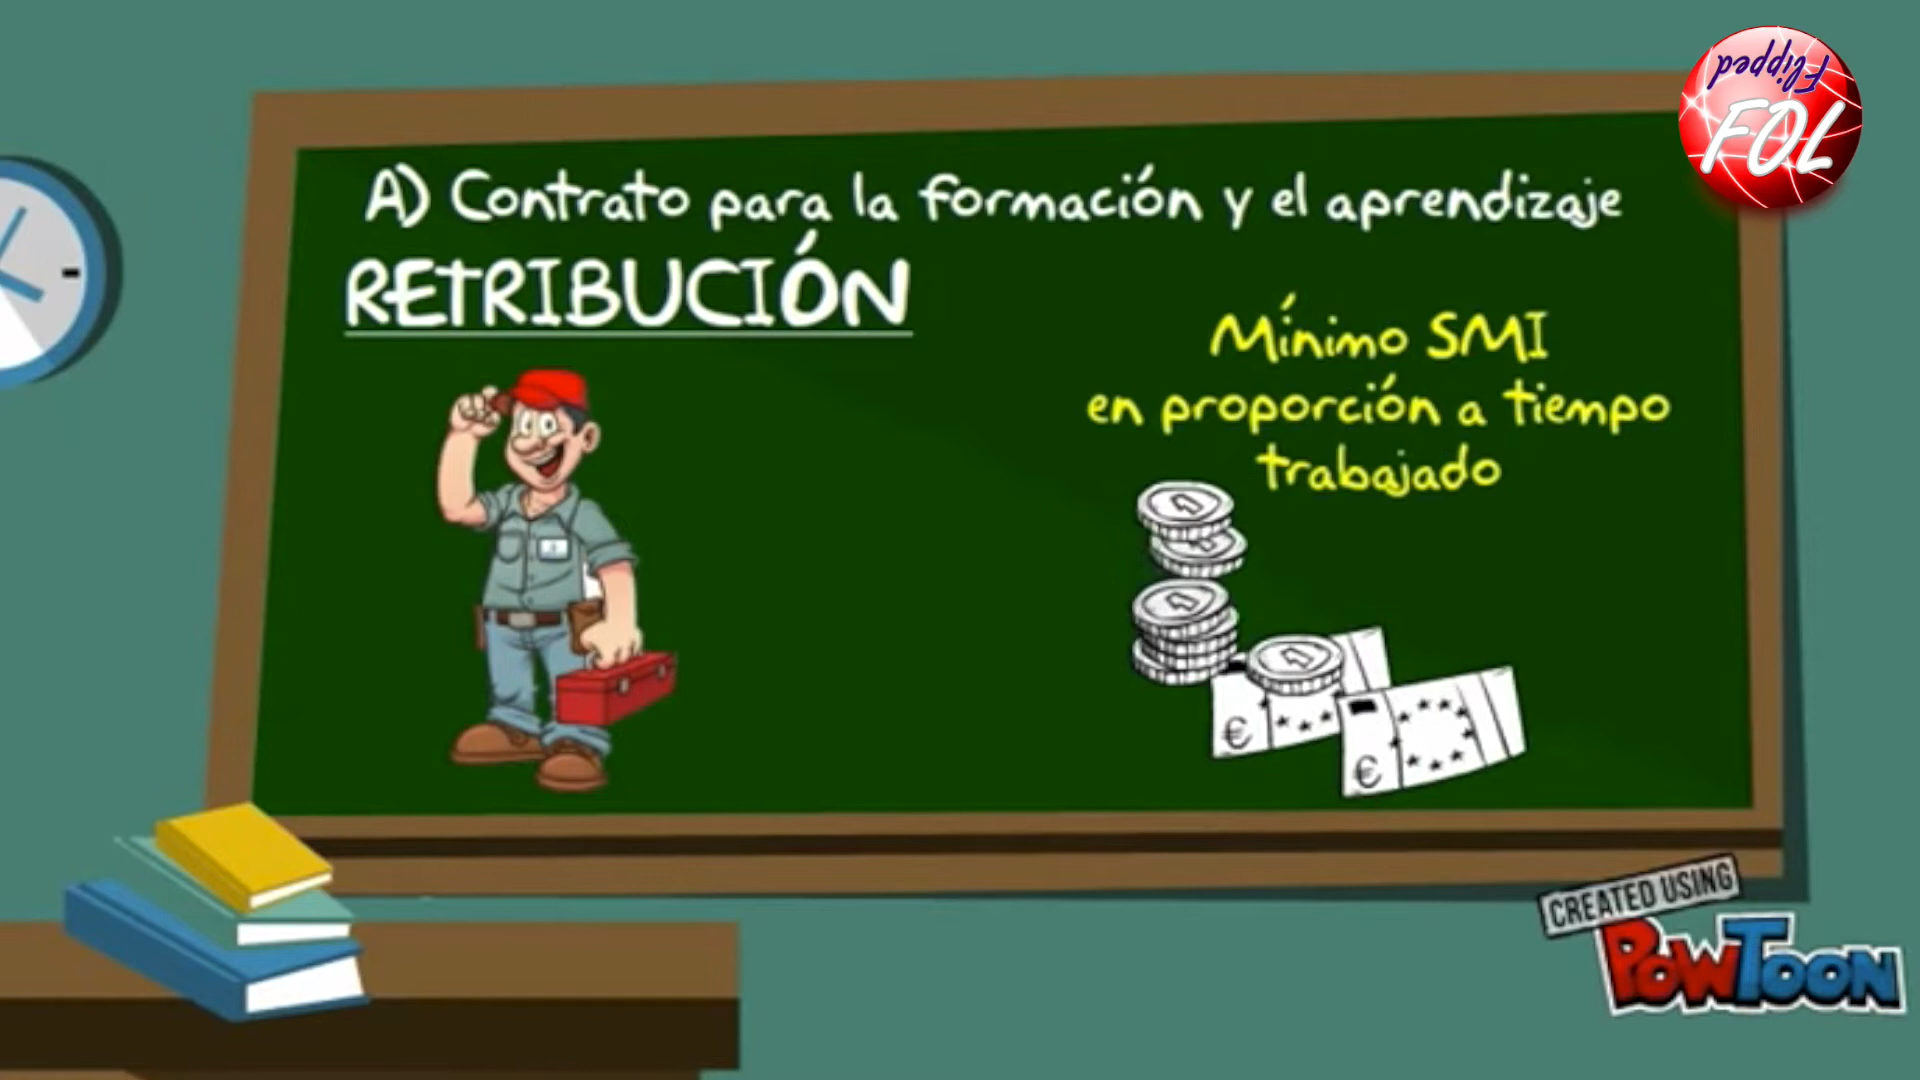 Flipped
FOL
A) Contrato para la formación y el aprendizaje
RETRIBUCIÓN
Mínimo SMI
en proporción a tiempo
trabajado
€
€
CREATED USING
POWTOON